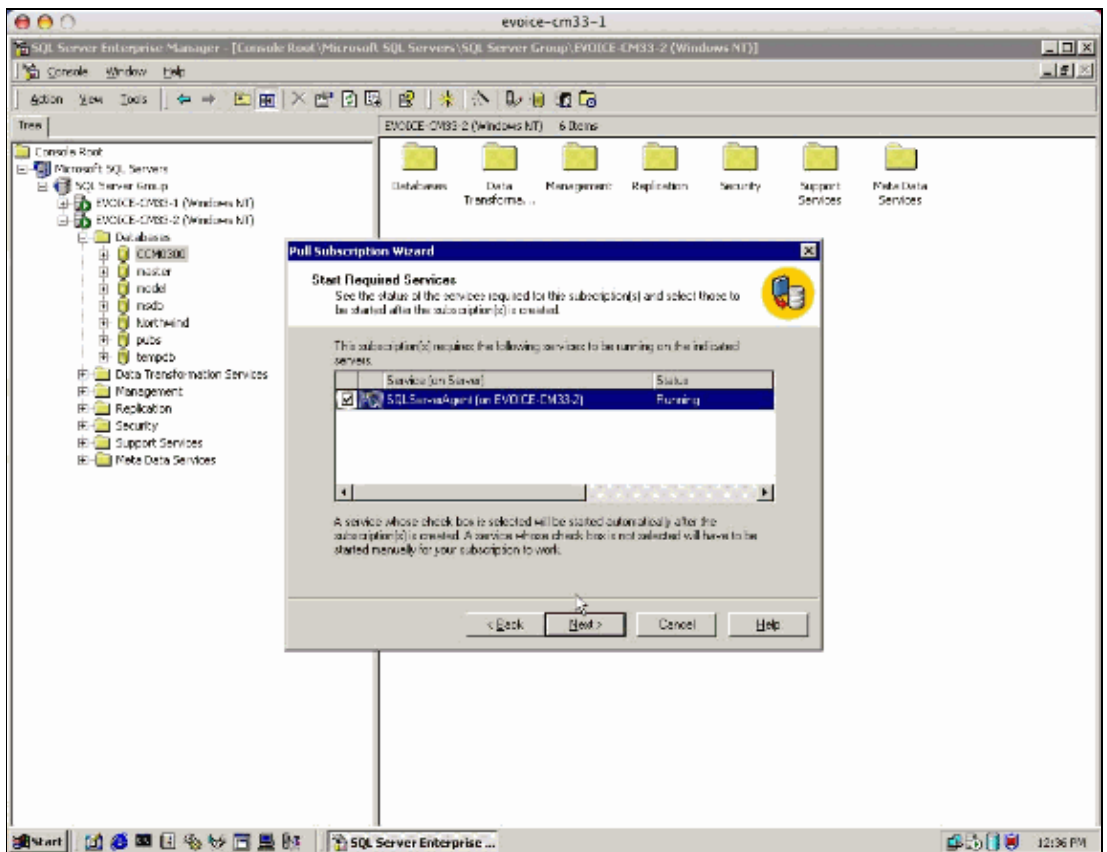 evoice-cm33-1
SQL Server Enterprise Manager - [Console Root\Microsoft SQL Servers\SQL Server Group\EVOICE-CM33-2 (Windows NT)]
Console Window Help
Action View Tools
Tree
EVOICE-CM33-2 (Windows NT) 6 Items
Console Root
Microsoft SQL Servers
SQL Server Group
EVOICE-CM33-1 (Windows NT)
EVOICE-CM33-2 (Windows NT)
Databases
CCM0300
master
model
msdb
Northwind
pubs
tempdb
Data Transformation Services
Management
Replication
Security
Support Services
Meta Data Services
Databases
Data Transforma...
Management
Replication
Security
Support Services
Meta Data Services
Pull Subscription Wizard
Start Required Services
See the status of the services required for this subscription(s) and select those to
be started after the subscription(s) is created.
This subscription(s) requires the following services to be running on the indicated
servers.
Service (on Server) Status
SQLServerAgent (on EVOICE-CM33-2) Running
A service whose check box is selected will be started automatically after the
subscription(s) is created. A service whose check box is not selected will have to be
started manually for your subscription to work.
< Back Next > Cancel Help
Start
SQL Server Enterprise ...
12:36 PM